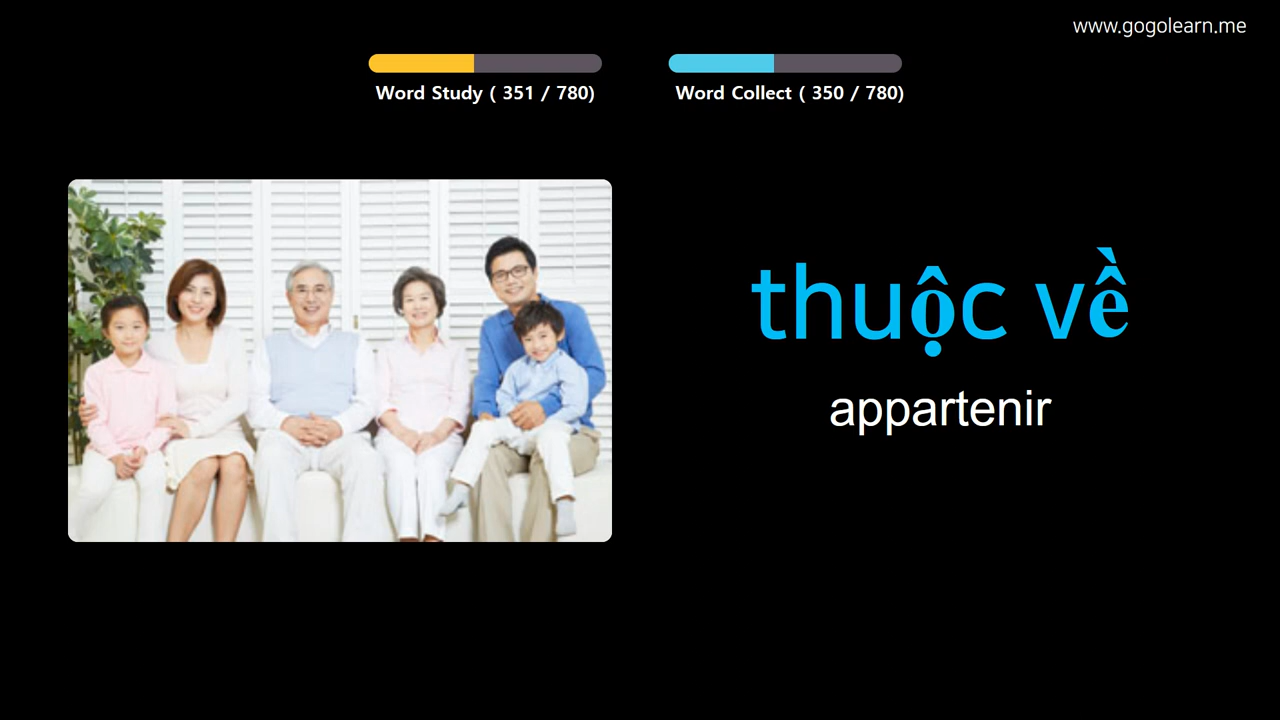 www.gogolearn.me
Word Study ( 351 / 780)
Word Collect ( 350 / 780)
thuộc về
appartenir